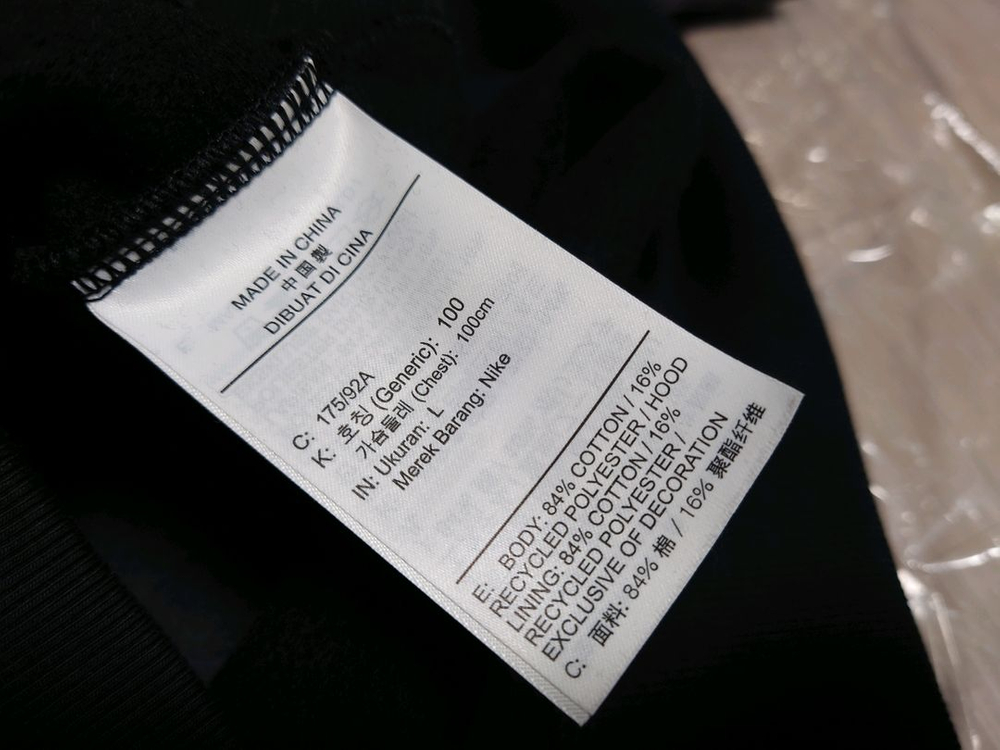 MADE IN CHINA
中国製
DIBUAT DI CINA
C: 175/92A
K: 호칭 (Generic): 100
가슴둘레 (Chest): 100cm
IN: Ukuran: L
Merek Barang: Nike
E: BODY: 84% COTTON / 16%
RECYCLED POLYESTER / HOOD
LINING: 84% COTTON / 16%
RECYCLED POLYESTER /
EXCLUSIVE OF DECORATION
C: 面料: 84% 棉 / 16% 聚酯纤维